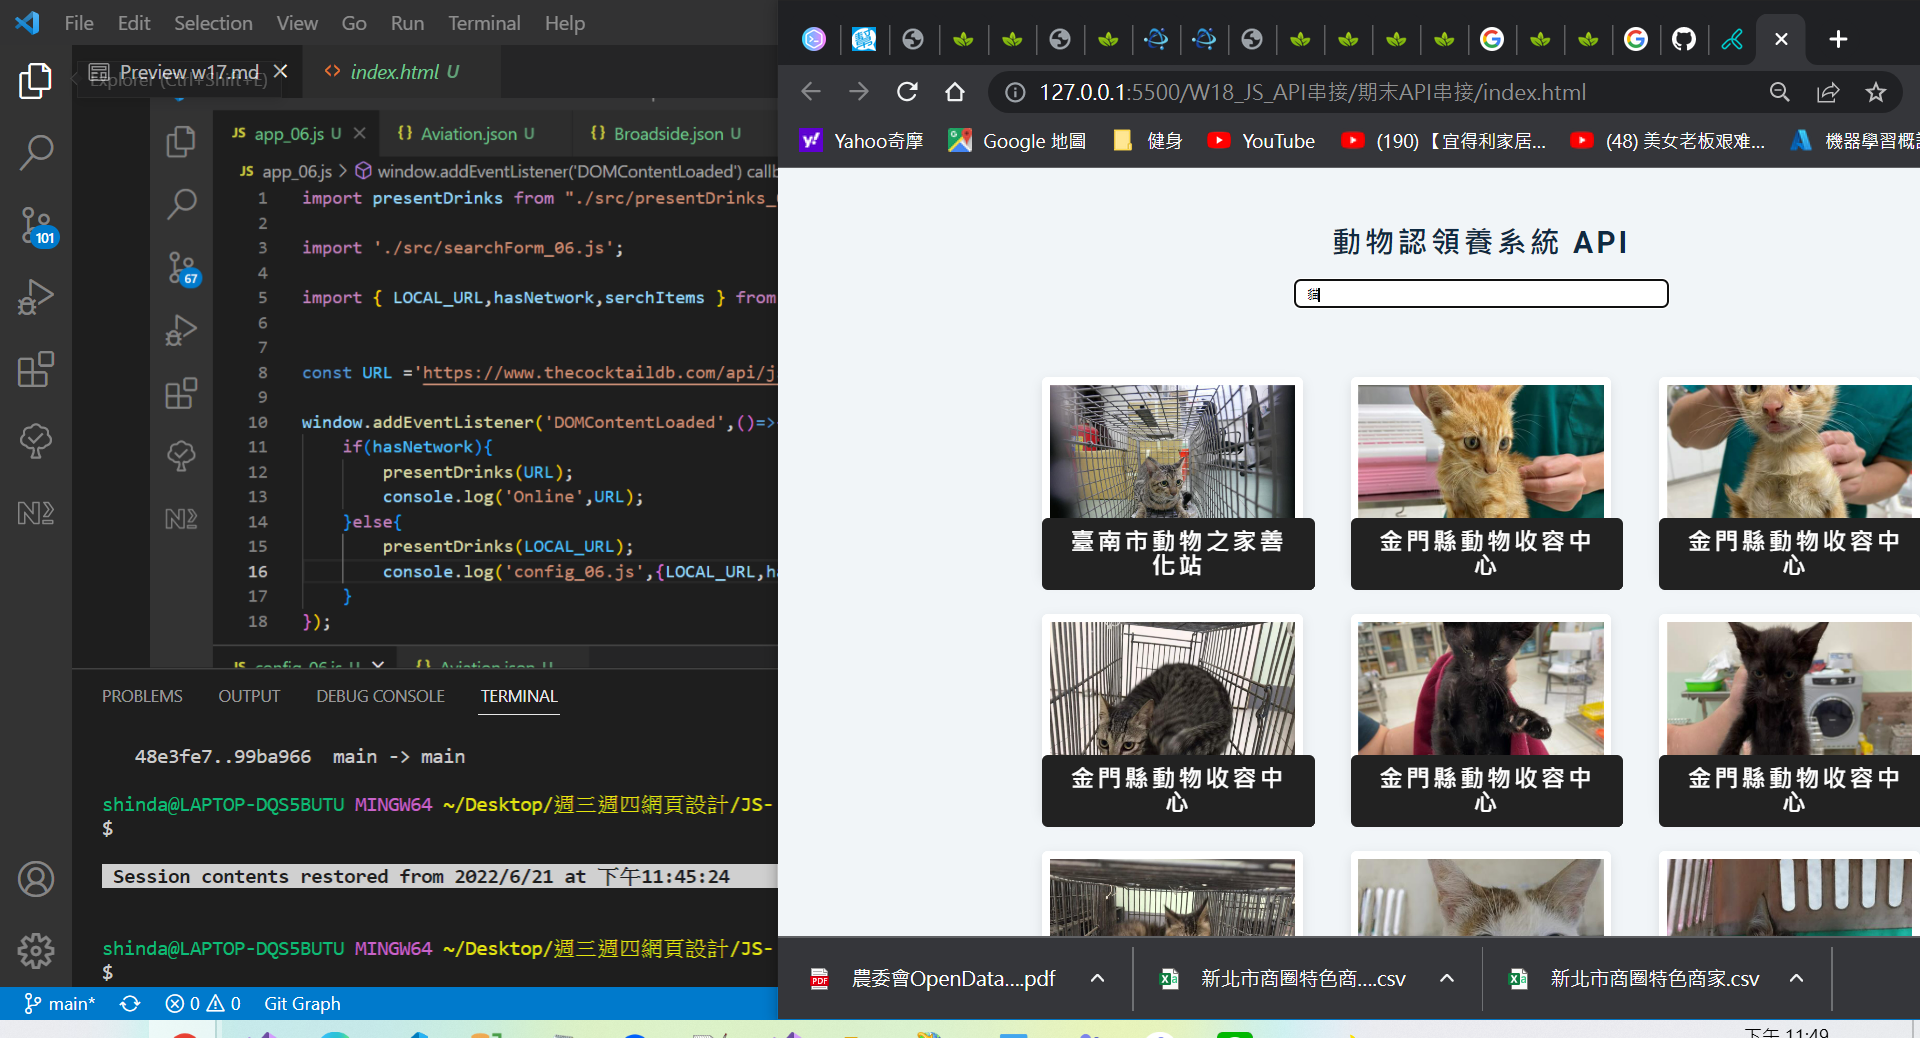 File Edit Selection View Go Run Terminal Help
Preview w17.md
index.html U
Explorer (Ctrl+Shift+E)
JS app_06.js U
{} Aviation.json U
{} Broadside.json U
JS app_06.js > window.addEventListener('DOMContentLoaded') callb
1 import presentDrinks from "./src/presentDrinks_
2
3 import './src/searchForm_06.js';
4
5 import { LOCAL_URL,hasNetwork,serchItems } from
6
7
8 const URL ='https://www.thecocktaildb.com/api/j
9
10 window.addEventListener('DOMContentLoaded',()=>
11 if(hasNetwork){
12 presentDrinks(URL);
13 console.log('Online',URL);
14 }else{
15 presentDrinks(LOCAL_URL);
16 console.log('config_06.js',{LOCAL_URL,ha
17 }
18 });
JS config_06.js U
{} Aviation.json U
101
67
PROBLEMS OUTPUT DEBUG CONSOLE TERMINAL
48e3fe7..99ba966 main -> main
shinda@LAPTOP-DQS5BUTU MINGW64 ~/Desktop/週三週四網頁設計/JS-
$
Session contents restored from 2022/6/21 at 下午11:45:24
shinda@LAPTOP-DQS5BUTU MINGW64 ~/Desktop/週三週四網頁設計/JS-
$
main* 0 0 Git Graph
127.0.0.1:5500/W18_JS_API串接/期末API串接/index.html
Yahoo奇摩
Google 地圖
健身
YouTube
(190) 【宜得利家居...
(48) 美女老板艰难...
機器學習概
動物認領養系統 API
貓
臺南市動物之家善
化站
金門縣動物收容中
心
金門縣動物收容中
心
金門縣動物收容中
心
金門縣動物收容中
心
金門縣動物收容中
心
農委會OpenData....pdf
新北市商圈特色商....csv
新北市商圈特色商家.csv
下午 11:49